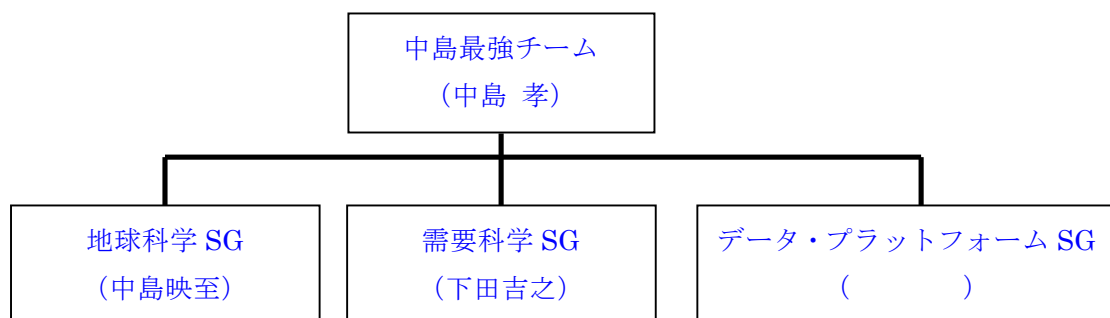 中島最強チーム
（中島 孝）
地球科学 SG
（中島映至）
需要科学 SG
（下田吉之）
データ・プラットフォーム SG
（　　　　）